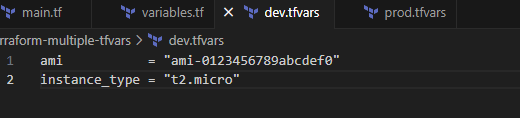 main.tf variables.tf dev.tfvars prod.tfvars
rraform-multiple-tfvars > dev.tfvars
1 ami = "ami-0123456789abcdef0"
2 instance_type = "t2.micro"